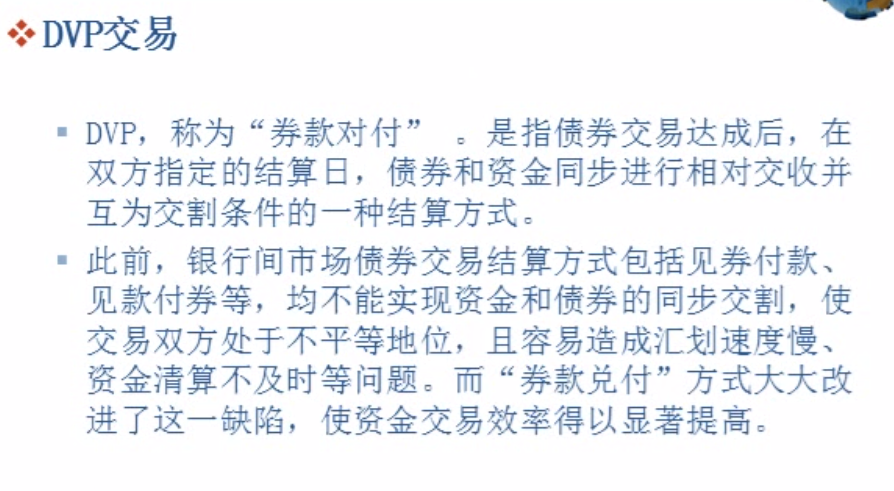 DVP交易
DVP，称为“券款对付” 。是指债券交易达成后，在
双方指定的结算日，债券和资金同步进行相对交收并
互为交割条件的一种结算方式。
此前，银行间市场债券交易结算方式包括见券付款、
见款付券等，均不能实现资金和债券的同步交割，使
交易双方处于不平等地位，且容易造成汇划速度慢、
资金清算不及时等问题。而“券款兑付”方式大大改
进了这一缺陷，使资金交易效率得以显著提高。